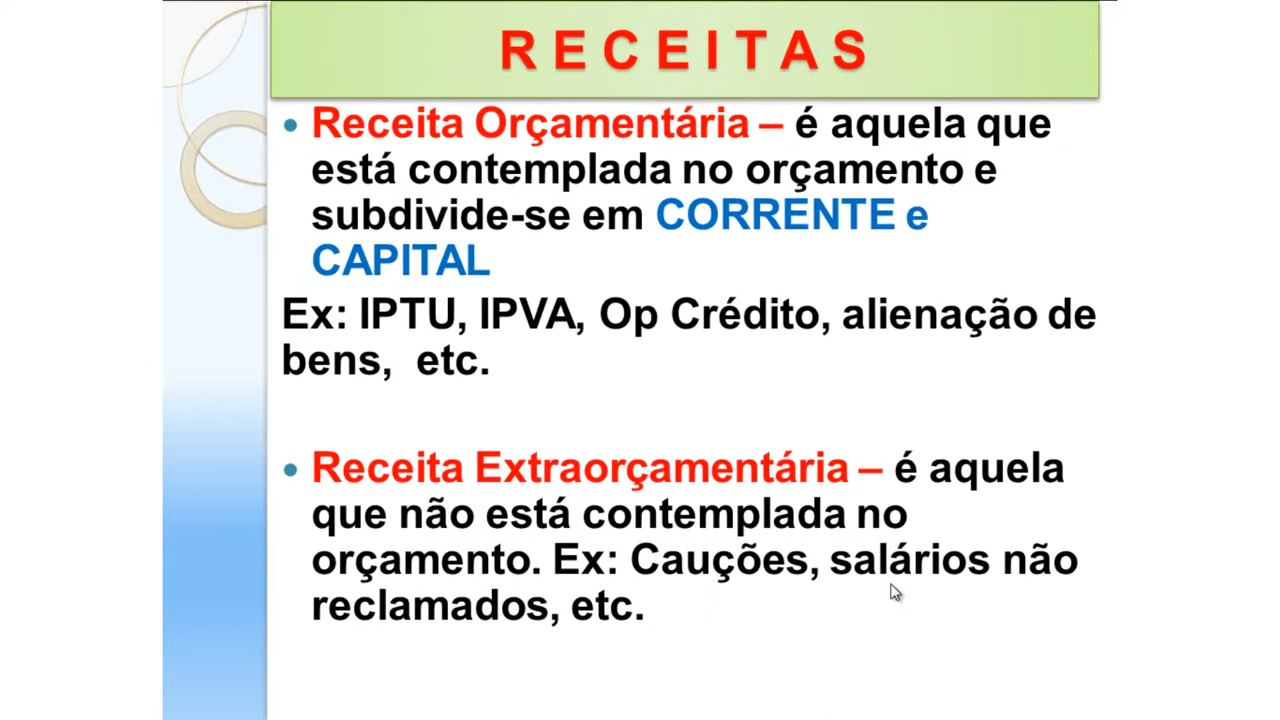 R E C E I T A S
Receita Orçamentária – é aquela que
está contemplada no orçamento e
subdivide-se em CORRENTE e
CAPITAL
Ex: IPTU, IPVA, Op Crédito, alienação de
bens,  etc.
Receita Extraorçamentária – é aquela
que não está contemplada no
orçamento. Ex: Cauções, salários não
reclamados, etc.